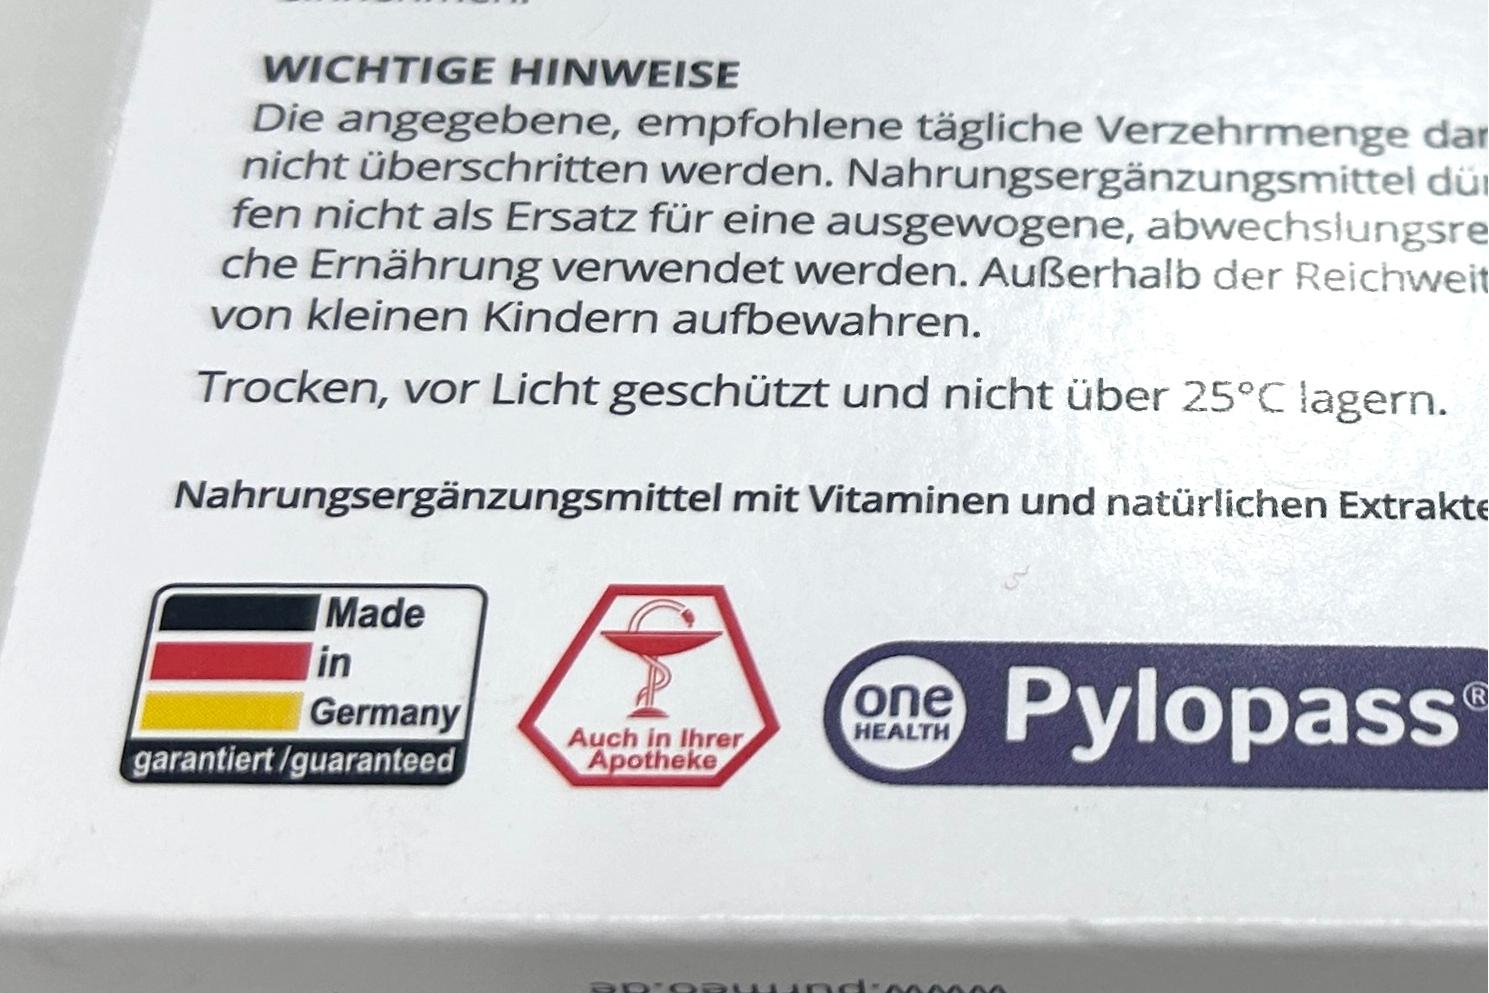 WICHTIGE HINWEISE
Die angegebene, empfohlene tägliche Verzehrmenge dar
nicht überschritten werden. Nahrungsergänzungsmittel dür
fen nicht als Ersatz für eine ausgewogene, abwechslungsre
che Ernährung verwendet werden. Außerhalb der Reichweit
von kleinen Kindern aufbewahren.
Trocken, vor Licht geschützt und nicht über 25°C lagern.
Nahrungsergänzungsmittel mit Vitaminen und natürlichen Extrakte
Made
in
Germany
garantiert/guaranteed
Auch in Ihrer
Apotheke
one
HEALTH
Pylopass®